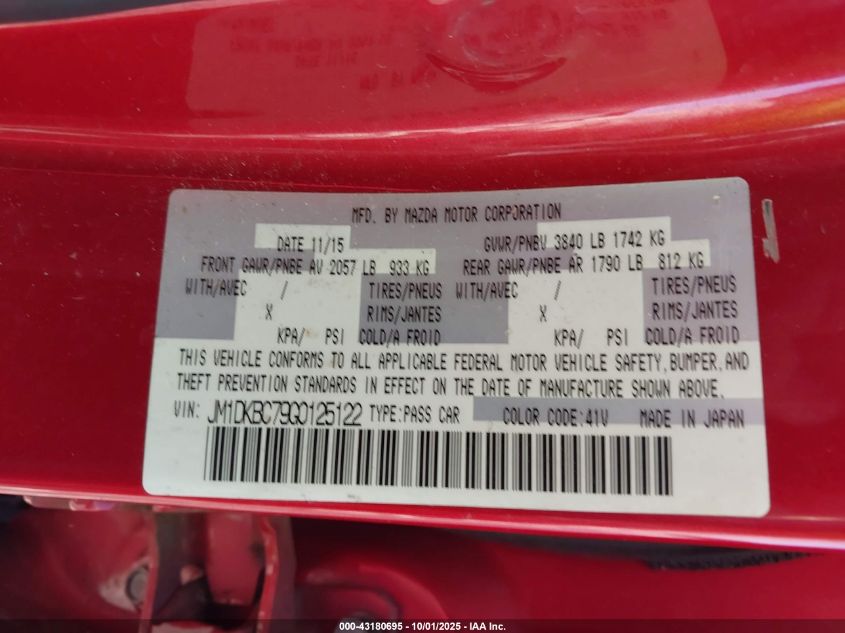 MFD. BY MAZDA MOTOR CORPORATION
DATE 11/15 GVWR/PNBV 3840 LB 1742 KG
FRONT GAWR/PNBE AV 2057 LB 933 KG REAR GAWR/PNBE AR 1790 LB 812 KG
WITH/AVEC / TIRES/PNEUS WITH/AVEC / TIRES/PNEUS
X RIMS/JANTES X RIMS/JANTES
KPA/ PSI COLD/A FROID KPA/ PSI COLD/A FROID
THIS VEHICLE CONFORMS TO ALL APPLICABLE FEDERAL MOTOR VEHICLE SAFETY, BUMPER, AND
THEFT PREVENTION STANDARDS IN EFFECT ON THE DATE OF MANUFACTURE SHOWN ABOVE.
VIN: JM1DKBC79G0125122 TYPE:PASS CAR COLOR CODE:41V MADE IN JAPAN
000-43180695 - 10/01/2025 - IAA Inc.